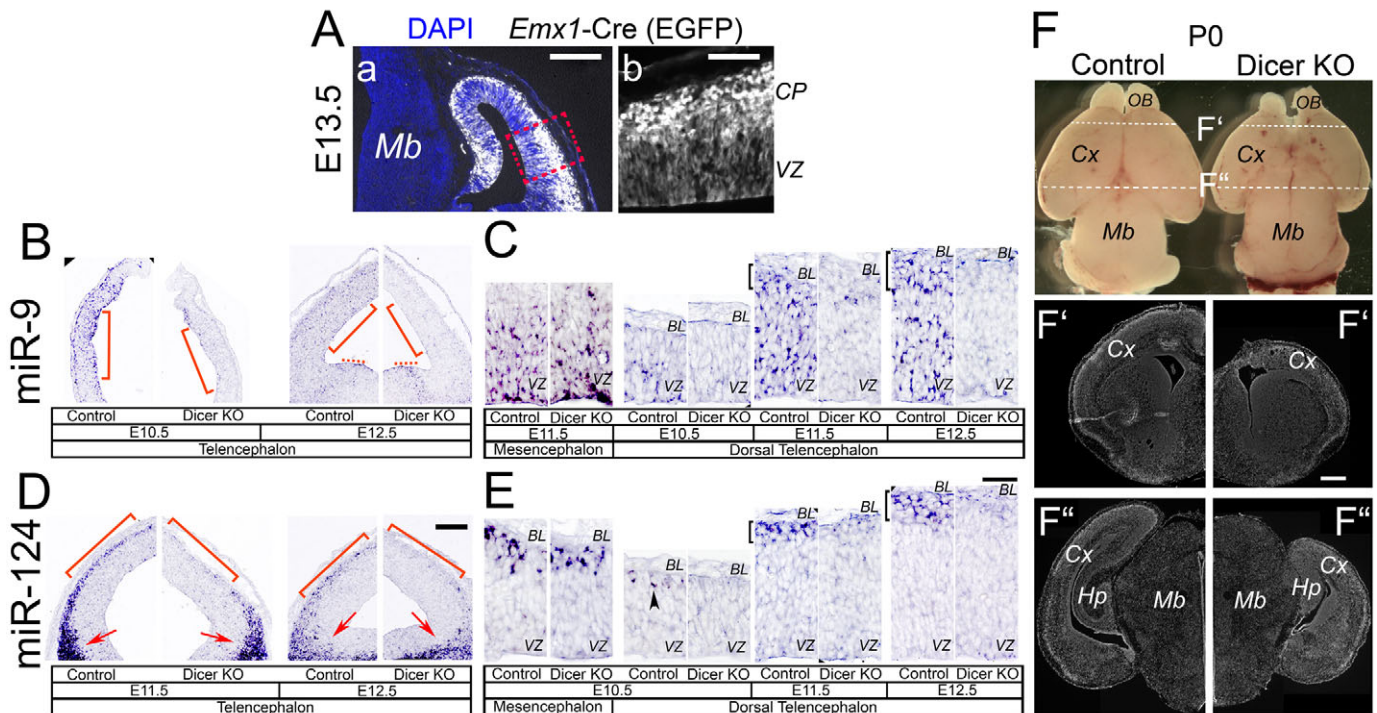 A
DAPI Emx1-Cre (EGFP)
E13.5
a
Mb
b
CP
VZ
B
miR-9
Control Dicer KO Control Dicer KO
E10.5 E12.5
Telencephalon
C
BL BL BL BL BL BL
VZ VZ VZ VZ VZ VZ VZ VZ
Control Dicer KO Control Dicer KO Control Dicer KO Control Dicer KO
E11.5 E10.5 E11.5 E12.5
Mesencephalon Dorsal Telencephalon
D
miR-124
Control Dicer KO Control Dicer KO
E11.5 E12.5
Telencephalon
E
BL BL BL BL BL BL BL BL
VZ VZ VZ VZ VZ VZ
Control Dicer KO Control Dicer KO Control Dicer KO Control Dicer KO
E10.5 E11.5 E12.5
Mesencephalon Dorsal Telencephalon
F
P0
Control Dicer KO
OB OB
F‘
Cx Cx
F“
Mb Mb
F‘ F‘
Cx Cx
F“ F“
Cx Cx
Hp Mb Mb Hp